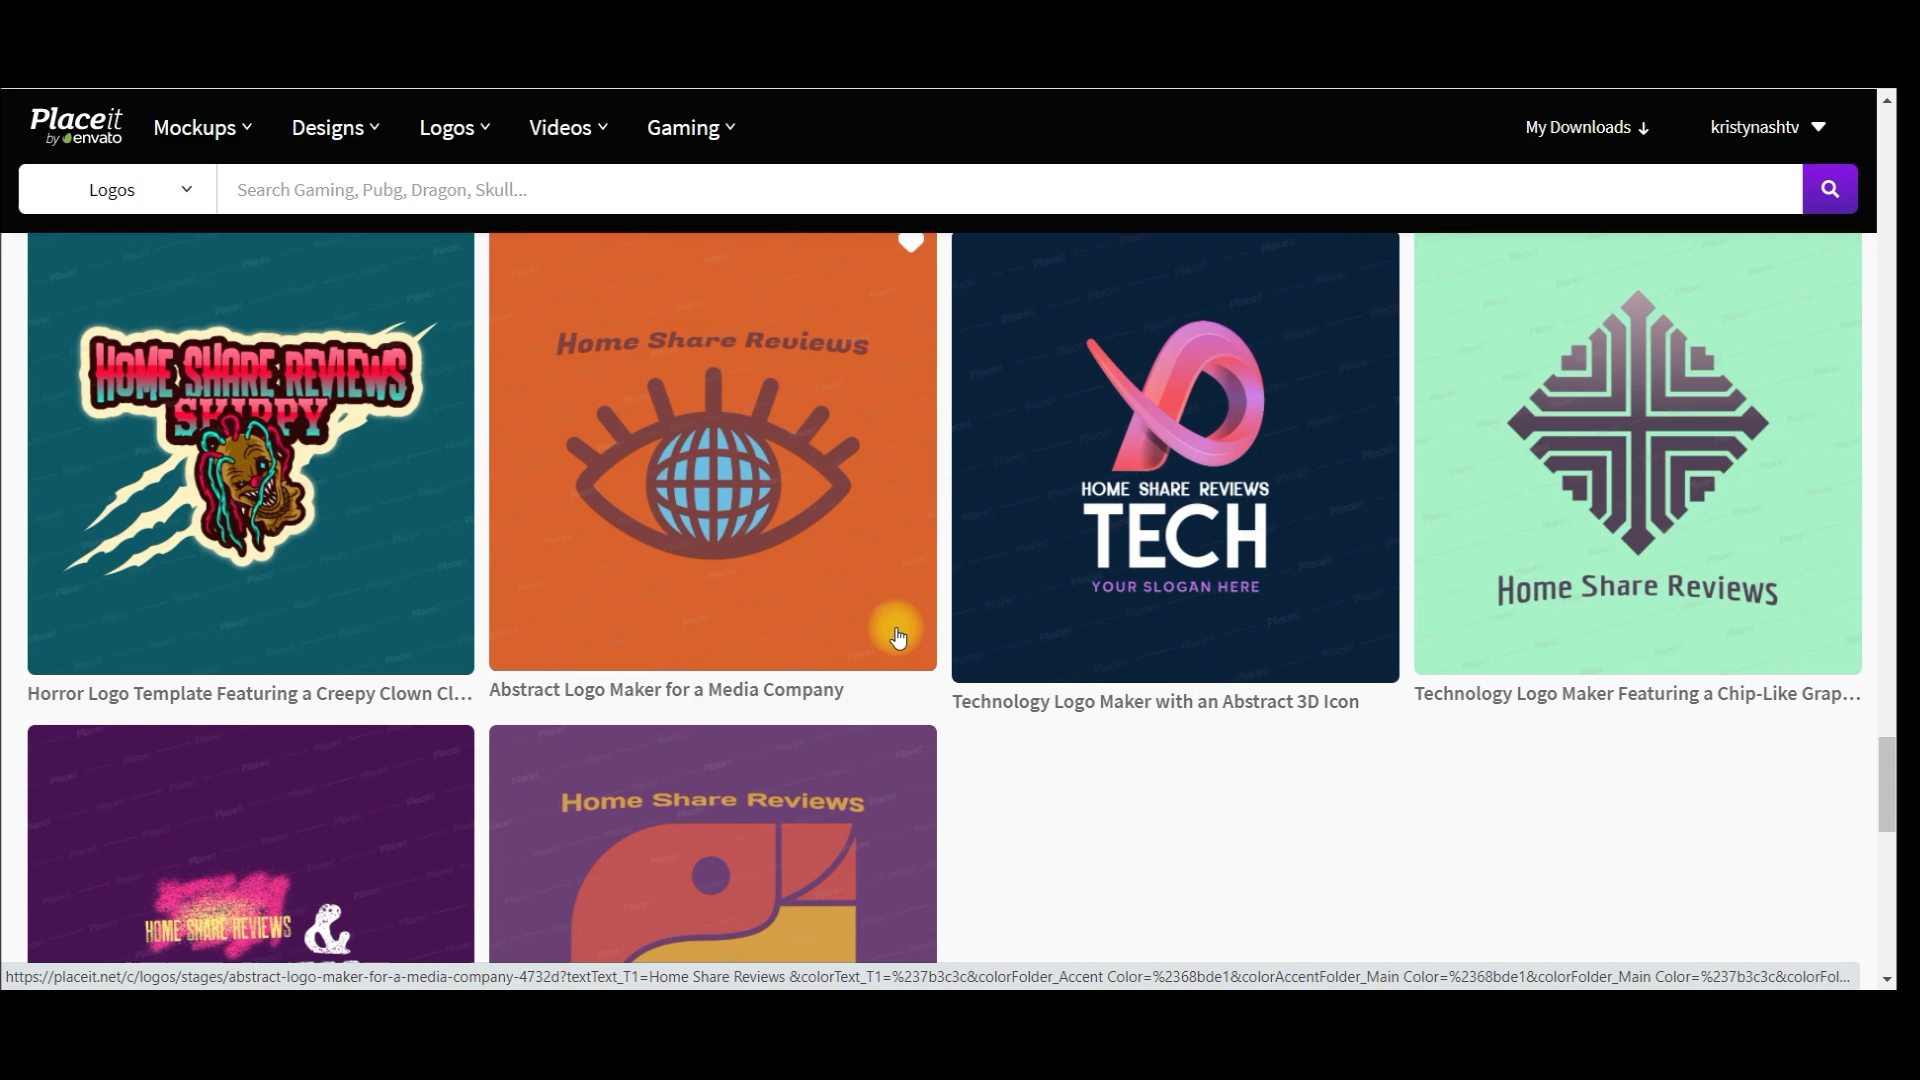 Placeit
by envato
Mockups
Designs
Logos
Videos
Gaming
My Downloads
kristynashtv
Logos
Search Gaming, Pubg, Dragon, Skull...
HOME SHARE REVIEWS
SKIPPY
Horror Logo Template Featuring a Creepy Clown Cl...
Home Share Reviews
Abstract Logo Maker for a Media Company
HOME SHARE REVIEWS
TECH
YOUR SLOGAN HERE
Technology Logo Maker with an Abstract 3D Icon
Home Share Reviews
Technology Logo Maker Featuring a Chip-Like Grap...
HOME SHARE REVIEWS &
Home Share Reviews
https://placeit.net/c/logos/stages/abstract-logo-maker-for-a-media-company-4732d?textText_T1=Home Share Reviews &colorText_T1=%237b3c3c&colorFolder_Accent Color=%2368bde1&colorAccentFolder_Main Color=%2368bde1&colorFolder_Main Color=%237b3c3c&colorFol...